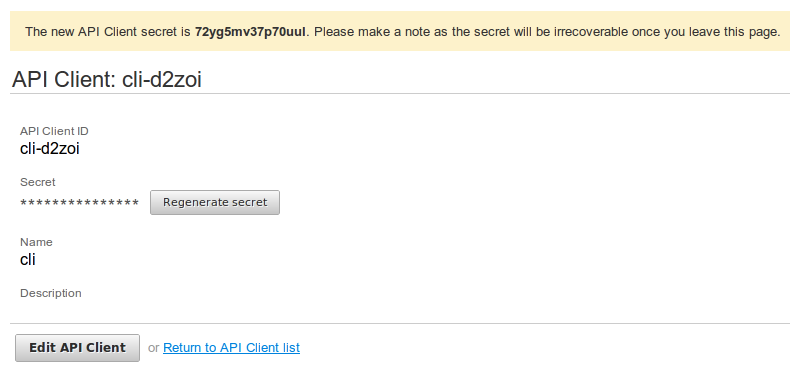 The new API Client secret is 72yg5mv37p70uul. Please make a note as the secret will be irrecoverable once you leave this page.
API Client: cli-d2zoi
API Client ID
cli-d2zoi
Secret
*************** Regenerate secret
Name
cli
Description
Edit API Client or Return to API Client list